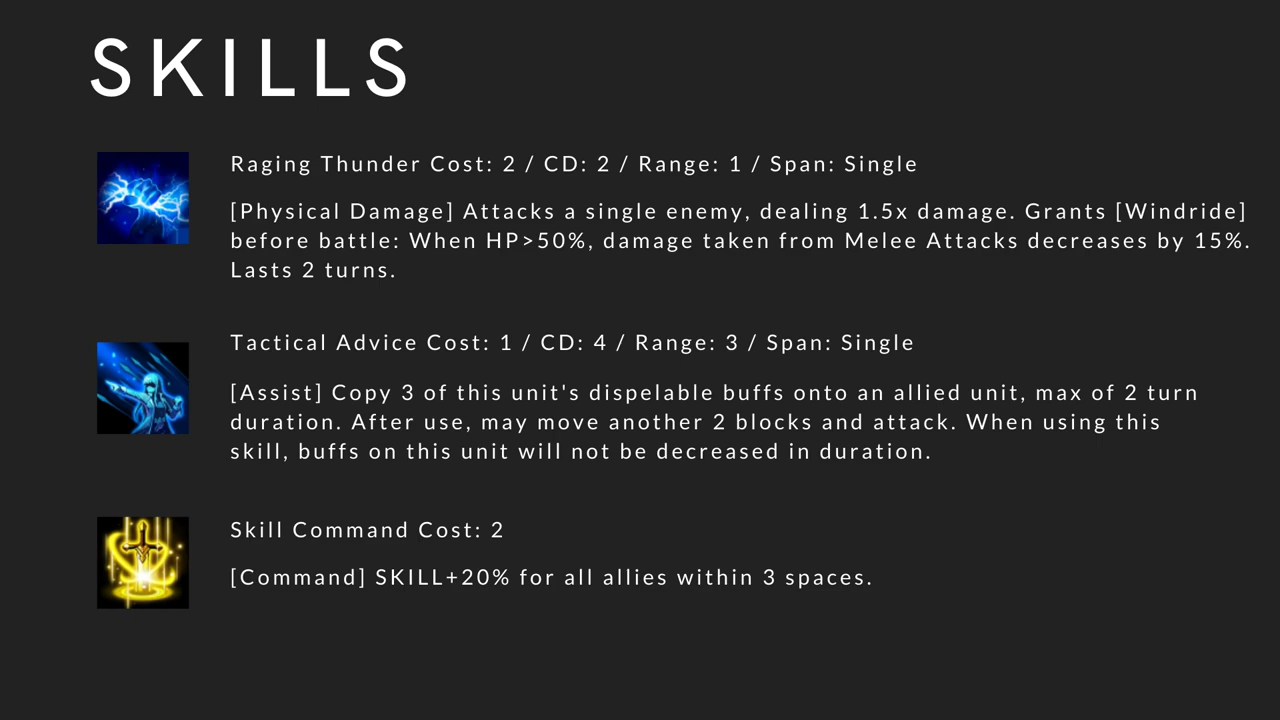 SKILLS
Raging Thunder Cost: 2 / CD: 2 / Range: 1 / Span: Single
[Physical Damage] Attacks a single enemy, dealing 1.5x damage. Grants [Windride]
before battle: When HP>50%, damage taken from Melee Attacks decreases by 15%.
Lasts 2 turns.
Tactical Advice Cost: 1 / CD: 4 / Range: 3 / Span: Single
[Assist] Copy 3 of this unit's dispelable buffs onto an allied unit, max of 2 turn
duration. After use, may move another 2 blocks and attack. When using this
skill, buffs on this unit will not be decreased in duration.
Skill Command Cost: 2
[Command] SKILL+20% for all allies within 3 spaces.